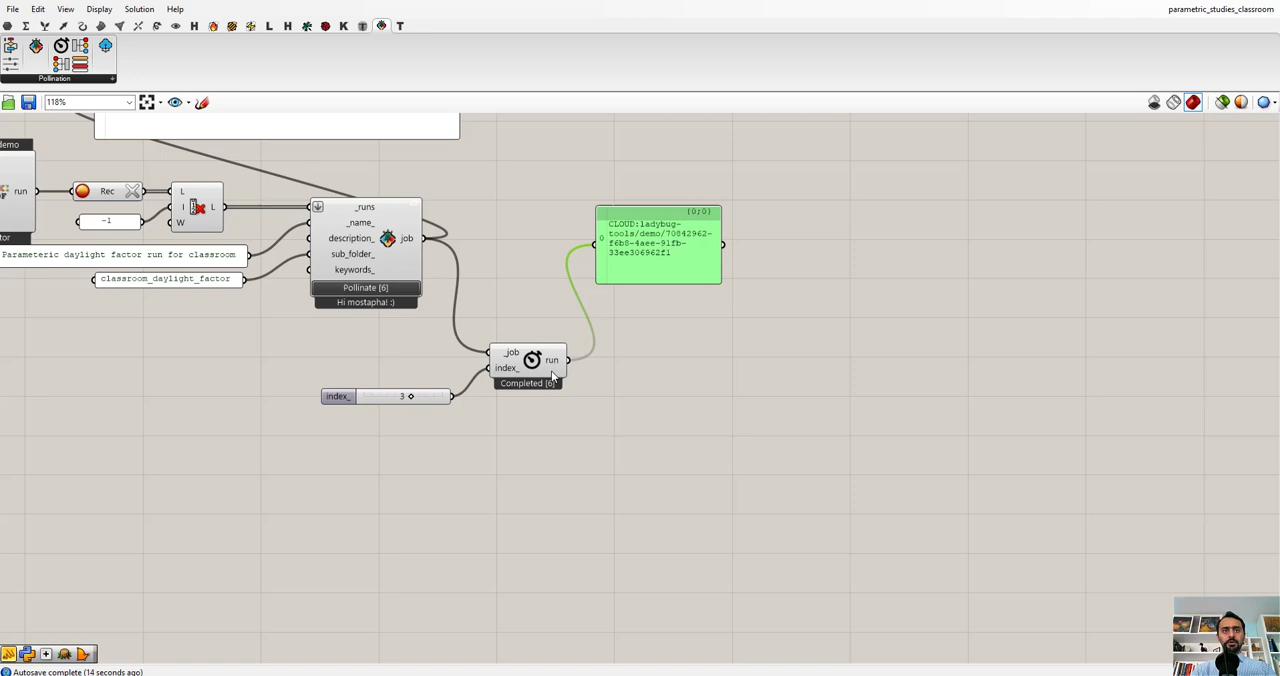 File Edit View Display Solution Help
parametric_studies_classroom
H L H K T
Pollination
118%
demo
run
Rec
L
I
W
L
-1
_runs
_name_
description_
sub_folder_
keywords_
job
Parameteric daylight factor run for classroom
classroom_daylight_factor
Pollinate [6]
Hi mostapha! :)
{0;0}
0
CLOUD:ladybug-
tools/demo/70842962-
f6b8-4aee-91fb-
33ee306962f1
_job
index_
run
Completed [6]
index_ 3
Autosave complete (14 seconds ago)